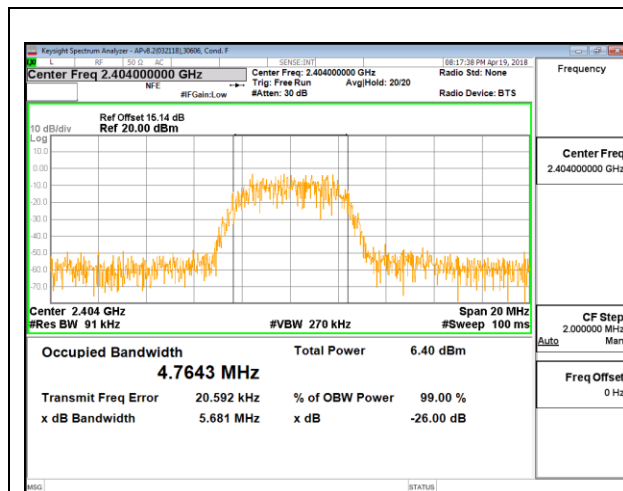 Keysight Spectrum Analyzer - APv8.2(032118),30606, Cond. F
L RF 50 Ω AC SENSE:INT 08:17:38 PM Apr 19, 2018
Center Freq 2.404000000 GHz Center Freq: 2.404000000 GHz Radio Std: None
NFE Trig: Free Run Avg|Hold: 20/20
#IFGain:Low #Atten: 30 dB Radio Device: BTS
Ref Offset 15.14 dB
10 dB/div Ref 20.00 dBm
Log
10.0
0.00
-10.0
-20.0
-30.0
-40.0
-50.0
-60.0
-70.0
Center 2.404 GHz Span 20 MHz
#Res BW 91 kHz #VBW 270 kHz #Sweep 100 ms
Occupied Bandwidth Total Power 6.40 dBm
4.7643 MHz
Transmit Freq Error 20.592 kHz % of OBW Power 99.00 %
x dB Bandwidth 5.681 MHz x dB -26.00 dB
MSG STATUS
Frequency
Center Freq
2.404000000 GHz
CF Step
2.000000 MHz
Auto Man
Freq Offset
0 Hz